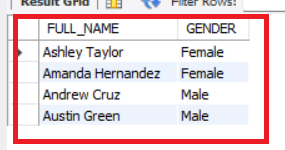 Result Grid Filter Rows:
FULL_NAME GENDER
Ashley Taylor Female
Amanda Hernandez Female
Andrew Cruz Male
Austin Green Male